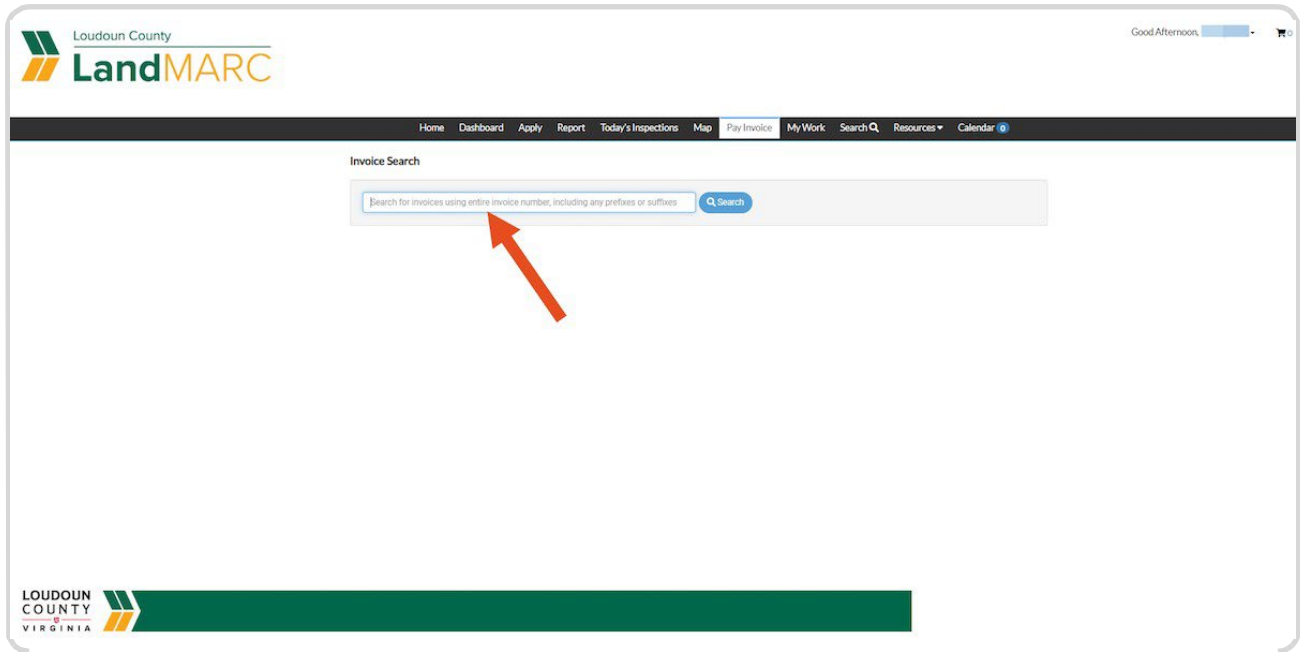 Loudoun County
LandMARC
Good Afternoon,
0
Home Dashboard Apply Report Today's Inspections Map Pay Invoice My Work Search Resources Calendar 0
Invoice Search
Search for invoices using entire invoice number, including any prefixes or suffixes
Search
LOUDOUN
COUNTY
VIRGINIA